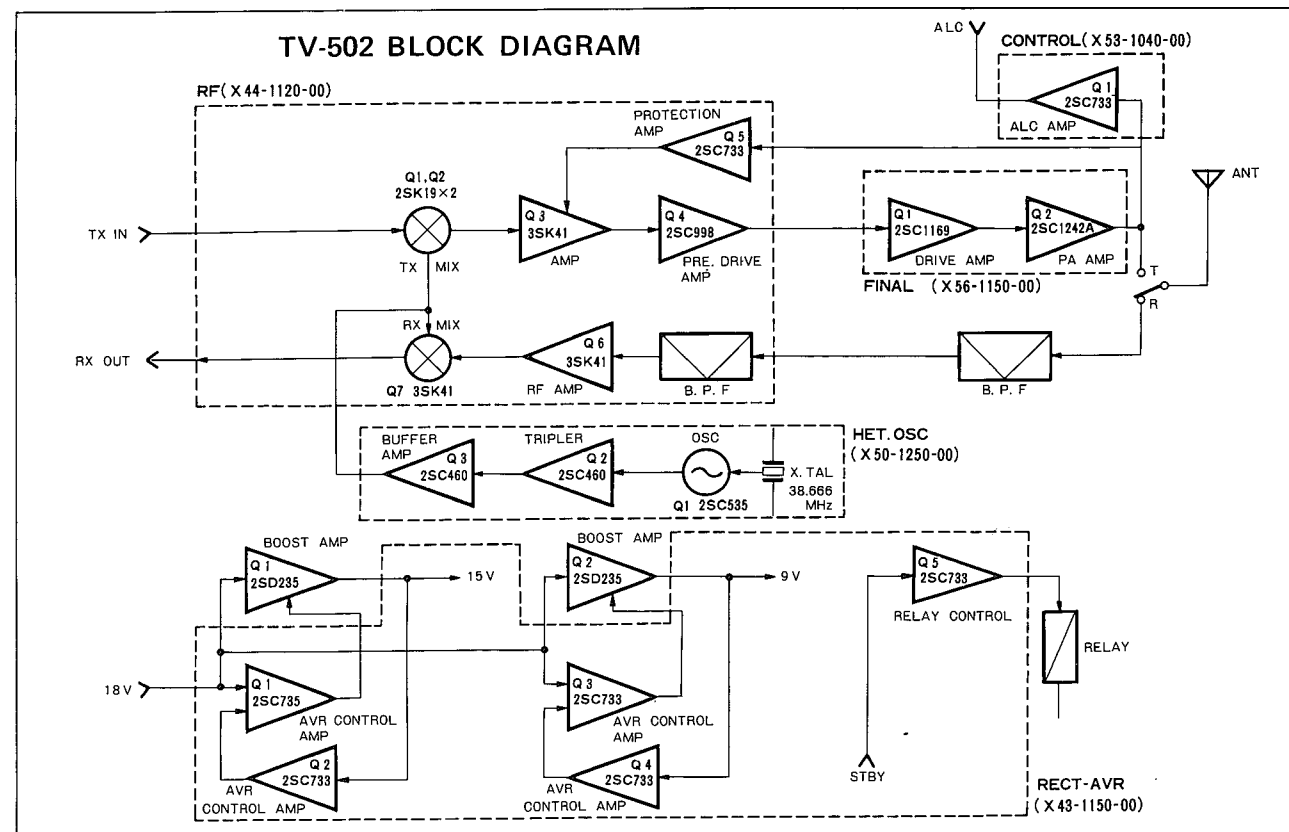 TV-502 BLOCK DIAGRAM
ALC
CONTROL(X53-1040-00)
Q1
2SC733
ALC AMP
RF(X44-1120-00)
PROTECTION
AMP
Q5
2SC733
ANT
Q1,Q2
2SK19×2
TX IN
TX MIX
Q3
3SK41
AMP
Q4
2SC998
PRE. DRIVE
AMP
Q1
2SC1169
DRIVE AMP
Q2
2SC1242A
PA AMP
FINAL (X56-1150-00)
T
R
RX MIX
RX OUT
Q7 3SK41
Q6
3SK41
RF AMP
B. P. F
B. P. F
HET. OSC
(X50-1250-00)
BUFFER
AMP
Q3
2SC460
TRIPLER
Q2
2SC460
OSC
Q1 2SC535
X. TAL
38.666
MHz
BOOST AMP
Q1
2SD235
15V
BOOST AMP
Q2
2SD235
9V
Q5
2SC733
RELAY CONTROL
RELAY
18V
Q1
2SC735
AVR CONTROL
AMP
Q3
2SC733
AVR CONTROL
AMP
Q2
2SC733
AVR
CONTROL AMP
Q4
2SC733
AVR
CONTROL AMP
STBY
RECT-AVR
(X43-1150-00)